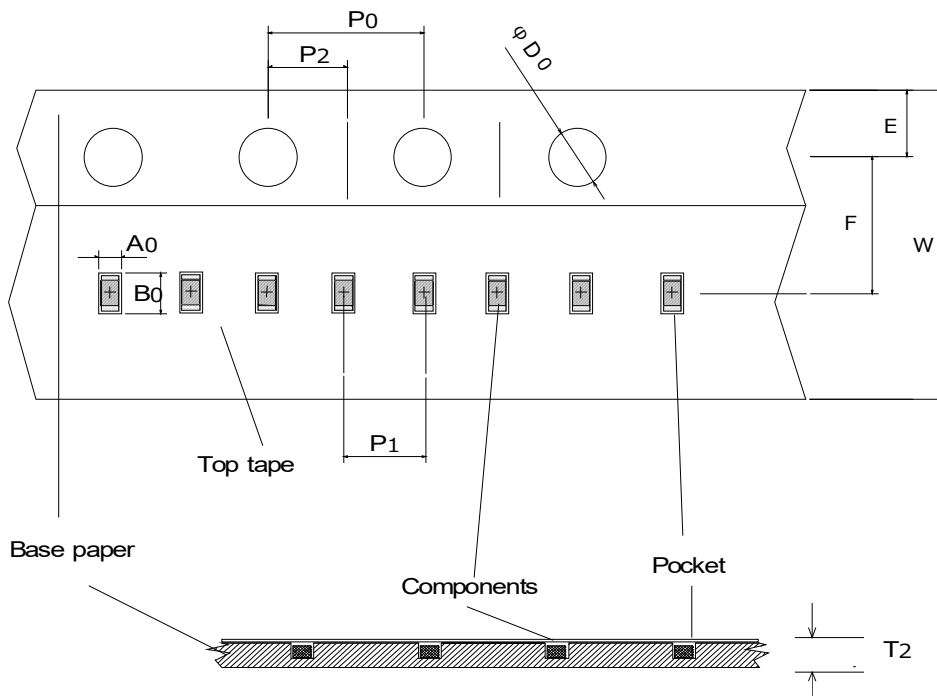 P0
P2
φ D0
E
F
W
A0
B0
P1
Top tape
Base paper
Components
Pocket
T2